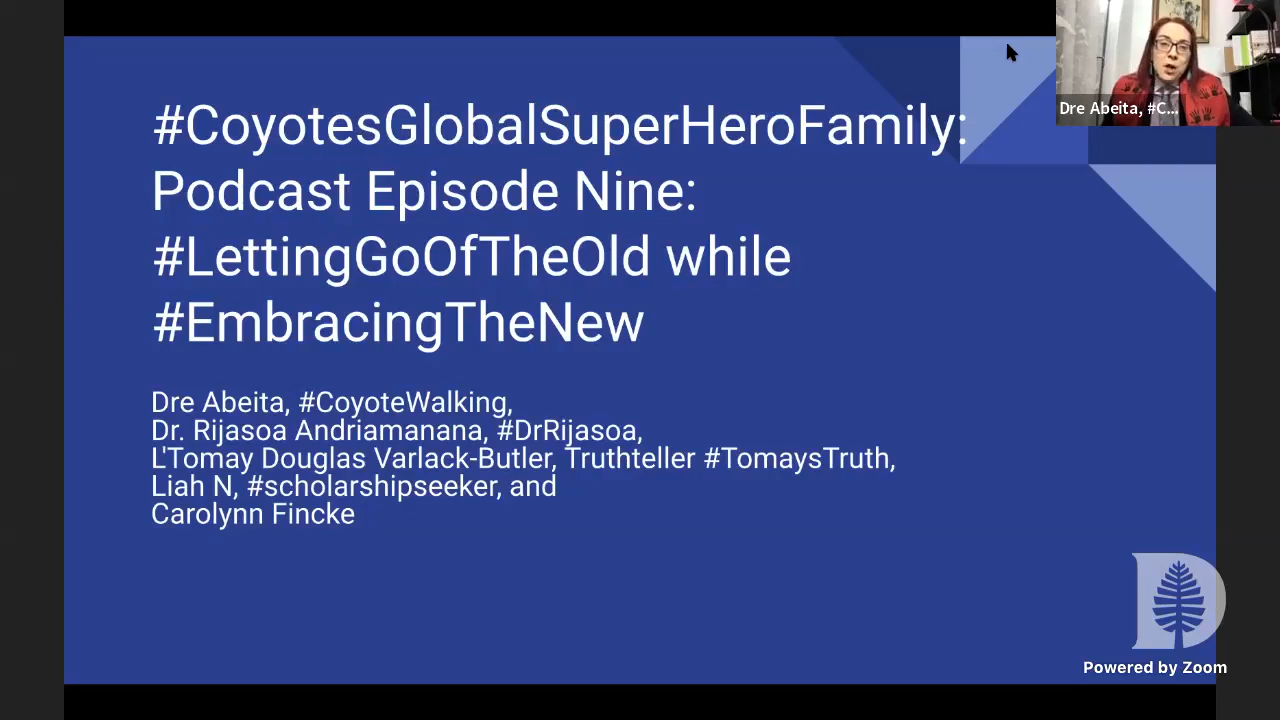 #CoyotesGlobalSuperHeroFamily:
Podcast Episode Nine:
#LettingGoOfTheOld while
#EmbracingTheNew
Dre Abeita, #CoyoteWalking,
Dr. Rijasoa Andriamanana, #DrRijasoa,
L'Tomay Douglas Varlack-Butler, Truthteller #TomaysTruth,
Liah N, #scholarshipseeker, and
Carolynn Fincke
Dre Abeita, #C...
D
Powered by Zoom